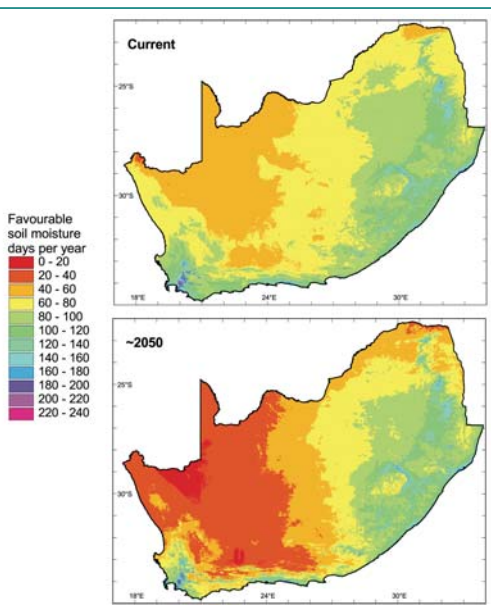 Current
25°S
30°S
18°E
24°E
30°E
Favourable
soil moisture
days per year
0 - 20
20 - 40
40 - 60
60 - 80
80 - 100
100 - 120
120 - 140
140 - 160
160 - 180
180 - 200
200 - 220
220 - 240
~2050
25°S
30°S
18°E
24°E
30°E